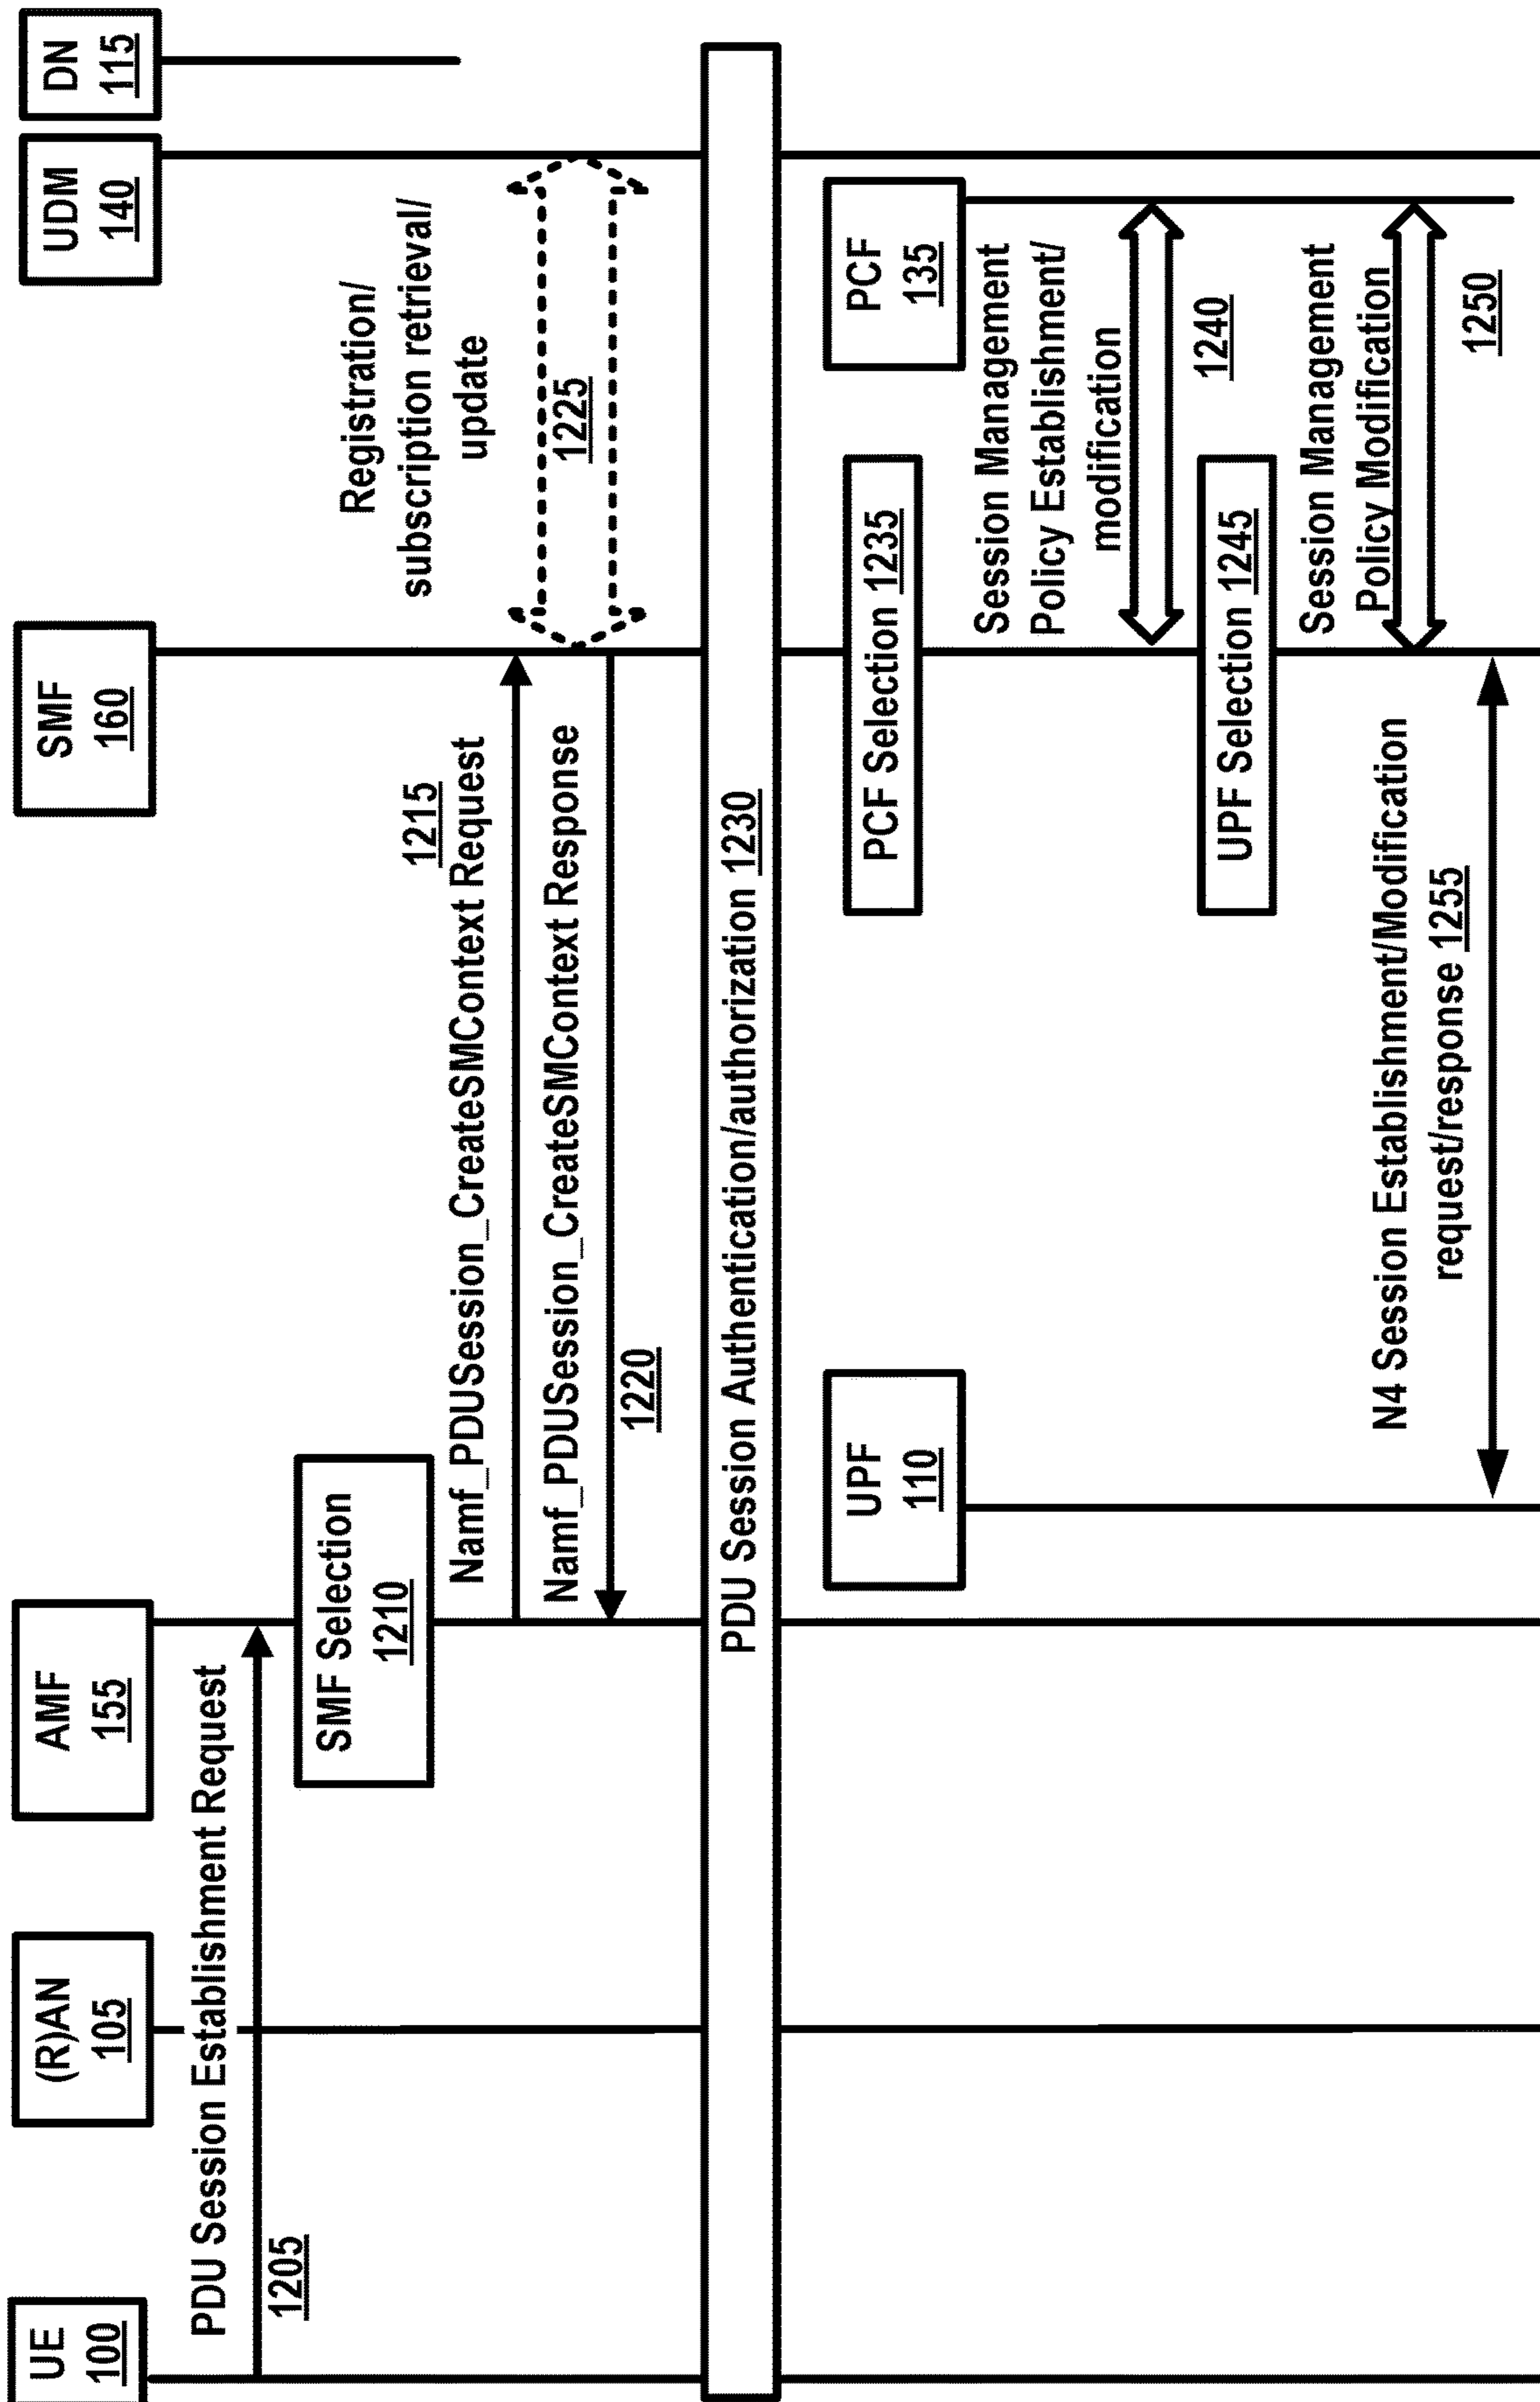 UE
100
(R)AN
105
AMF
155
SMF
160
UDM
140
DN
115
PDU Session Establishment Request
1205
SMF Selection
1210
1215
Namf_PDUSession_CreateSMContext Request
Namf_PDUSession_CreateSMContext Response
1220
Registration/
subscription retrieval/
update
1225
PDU Session Authentication/authorization 1230
UPF
110
PCF
135
PCF Selection 1235
Session Management
Policy Establishment/
modification
1240
UPF Selection 1245
Session Management
Policy Modification
1250
N4 Session Establishment/Modification
request/response 1255